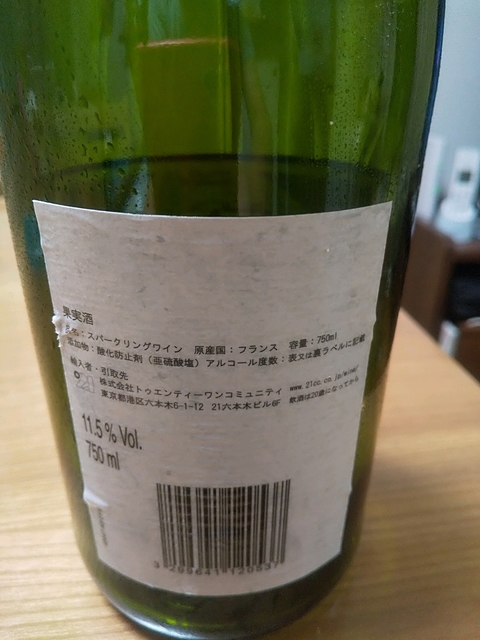 果実酒
品名：スパークリングワイン　原産国：フランス　容量：750ml
添加物：酸化防止剤（亜硫酸塩）アルコール度数：表又は裏ラベルに記載
輸入者・引取先
株式会社トゥエンティーワンコミュニティ　www.21cc.co.jp/wine/
東京都港区六本木6-1-12　21六本木ビル6F　飲酒は20歳になってから
11.5 % Vol.
750 ml